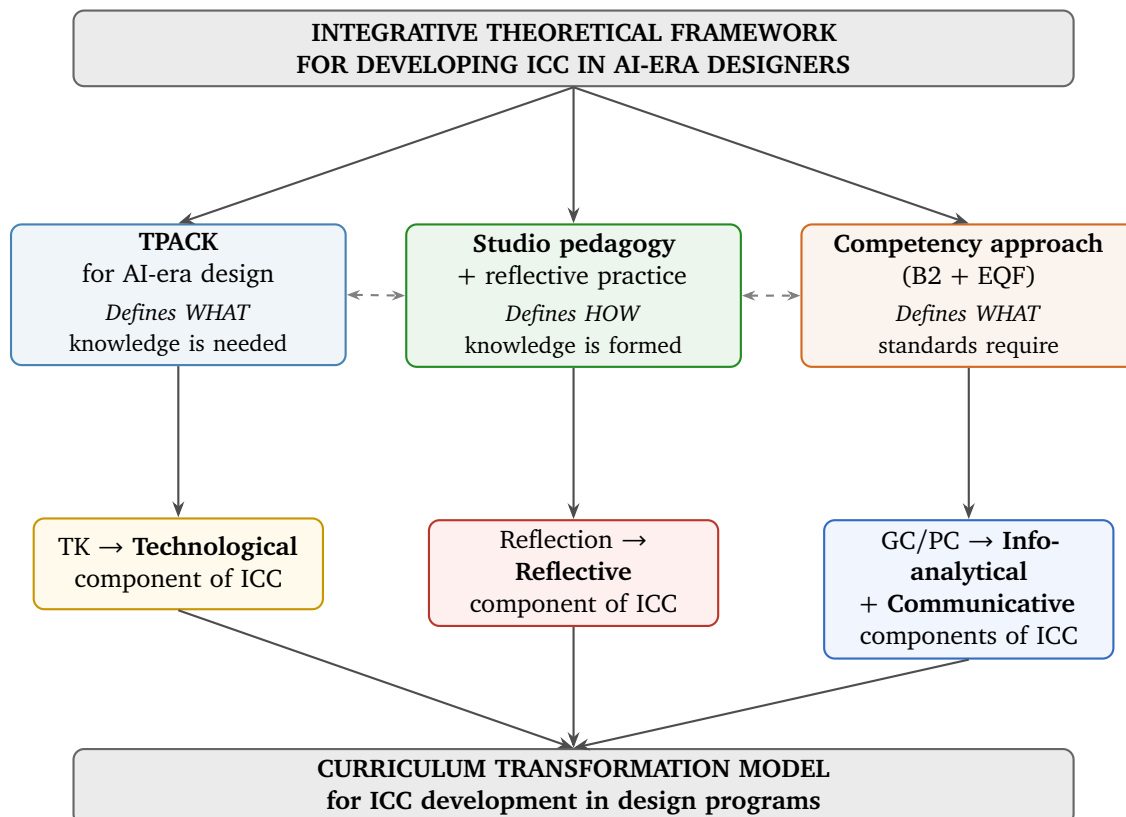 INTEGRATIVE THEORETICAL FRAMEWORK
FOR DEVELOPING ICC IN AI-ERA DESIGNERS
TPACK
for AI-era design
Defines WHAT
knowledge is needed
Studio pedagogy
+ reflective practice
Defines HOW
knowledge is formed
Competency approach
(B2 + EQF)
Defines WHAT
standards require
TK → Technological
component of ICC
Reflection →
Reflective
component of ICC
GC/PC → Info-
analytical
+ Communicative
components of ICC
CURRICULUM TRANSFORMATION MODEL
for ICC development in design programs